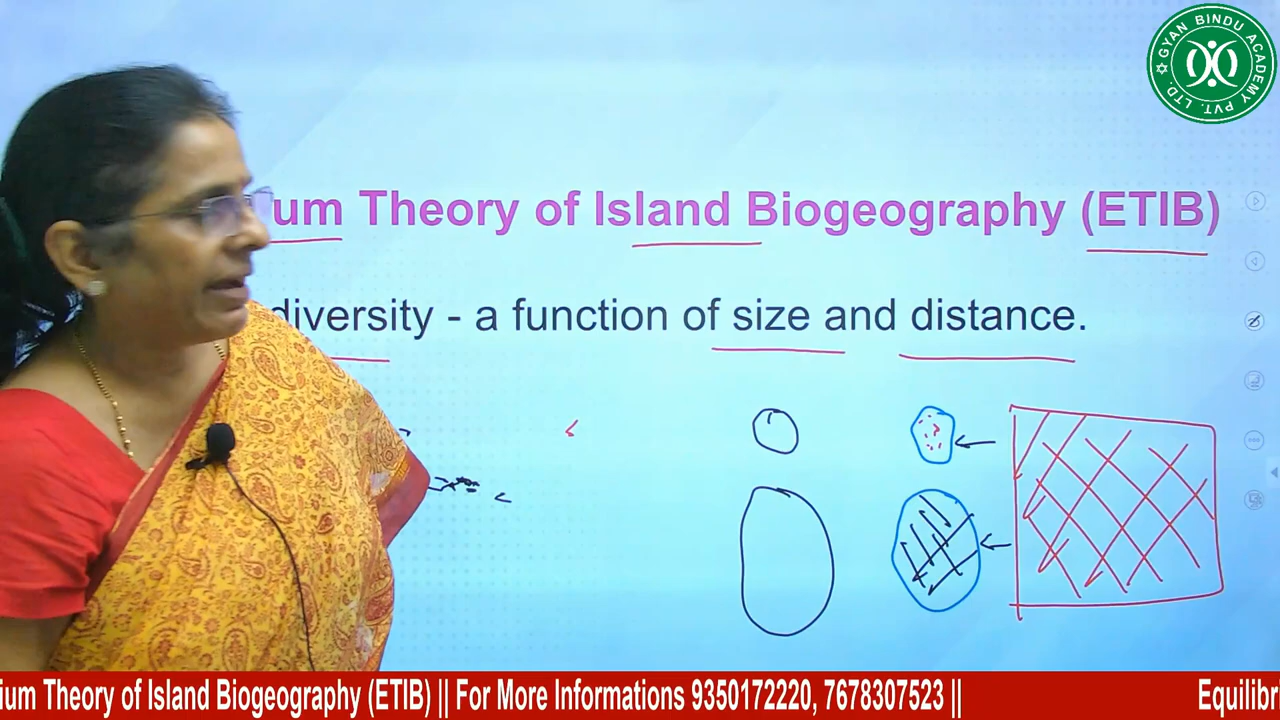 GYAN BINDU ACADEMY PVT. LTD.
um Theory of Island Biogeography (ETIB)
diversity - a function of size and distance.
ium Theory of Island Biogeography (ETIB) || For More Informations 9350172220, 7678307523 || Equilibri